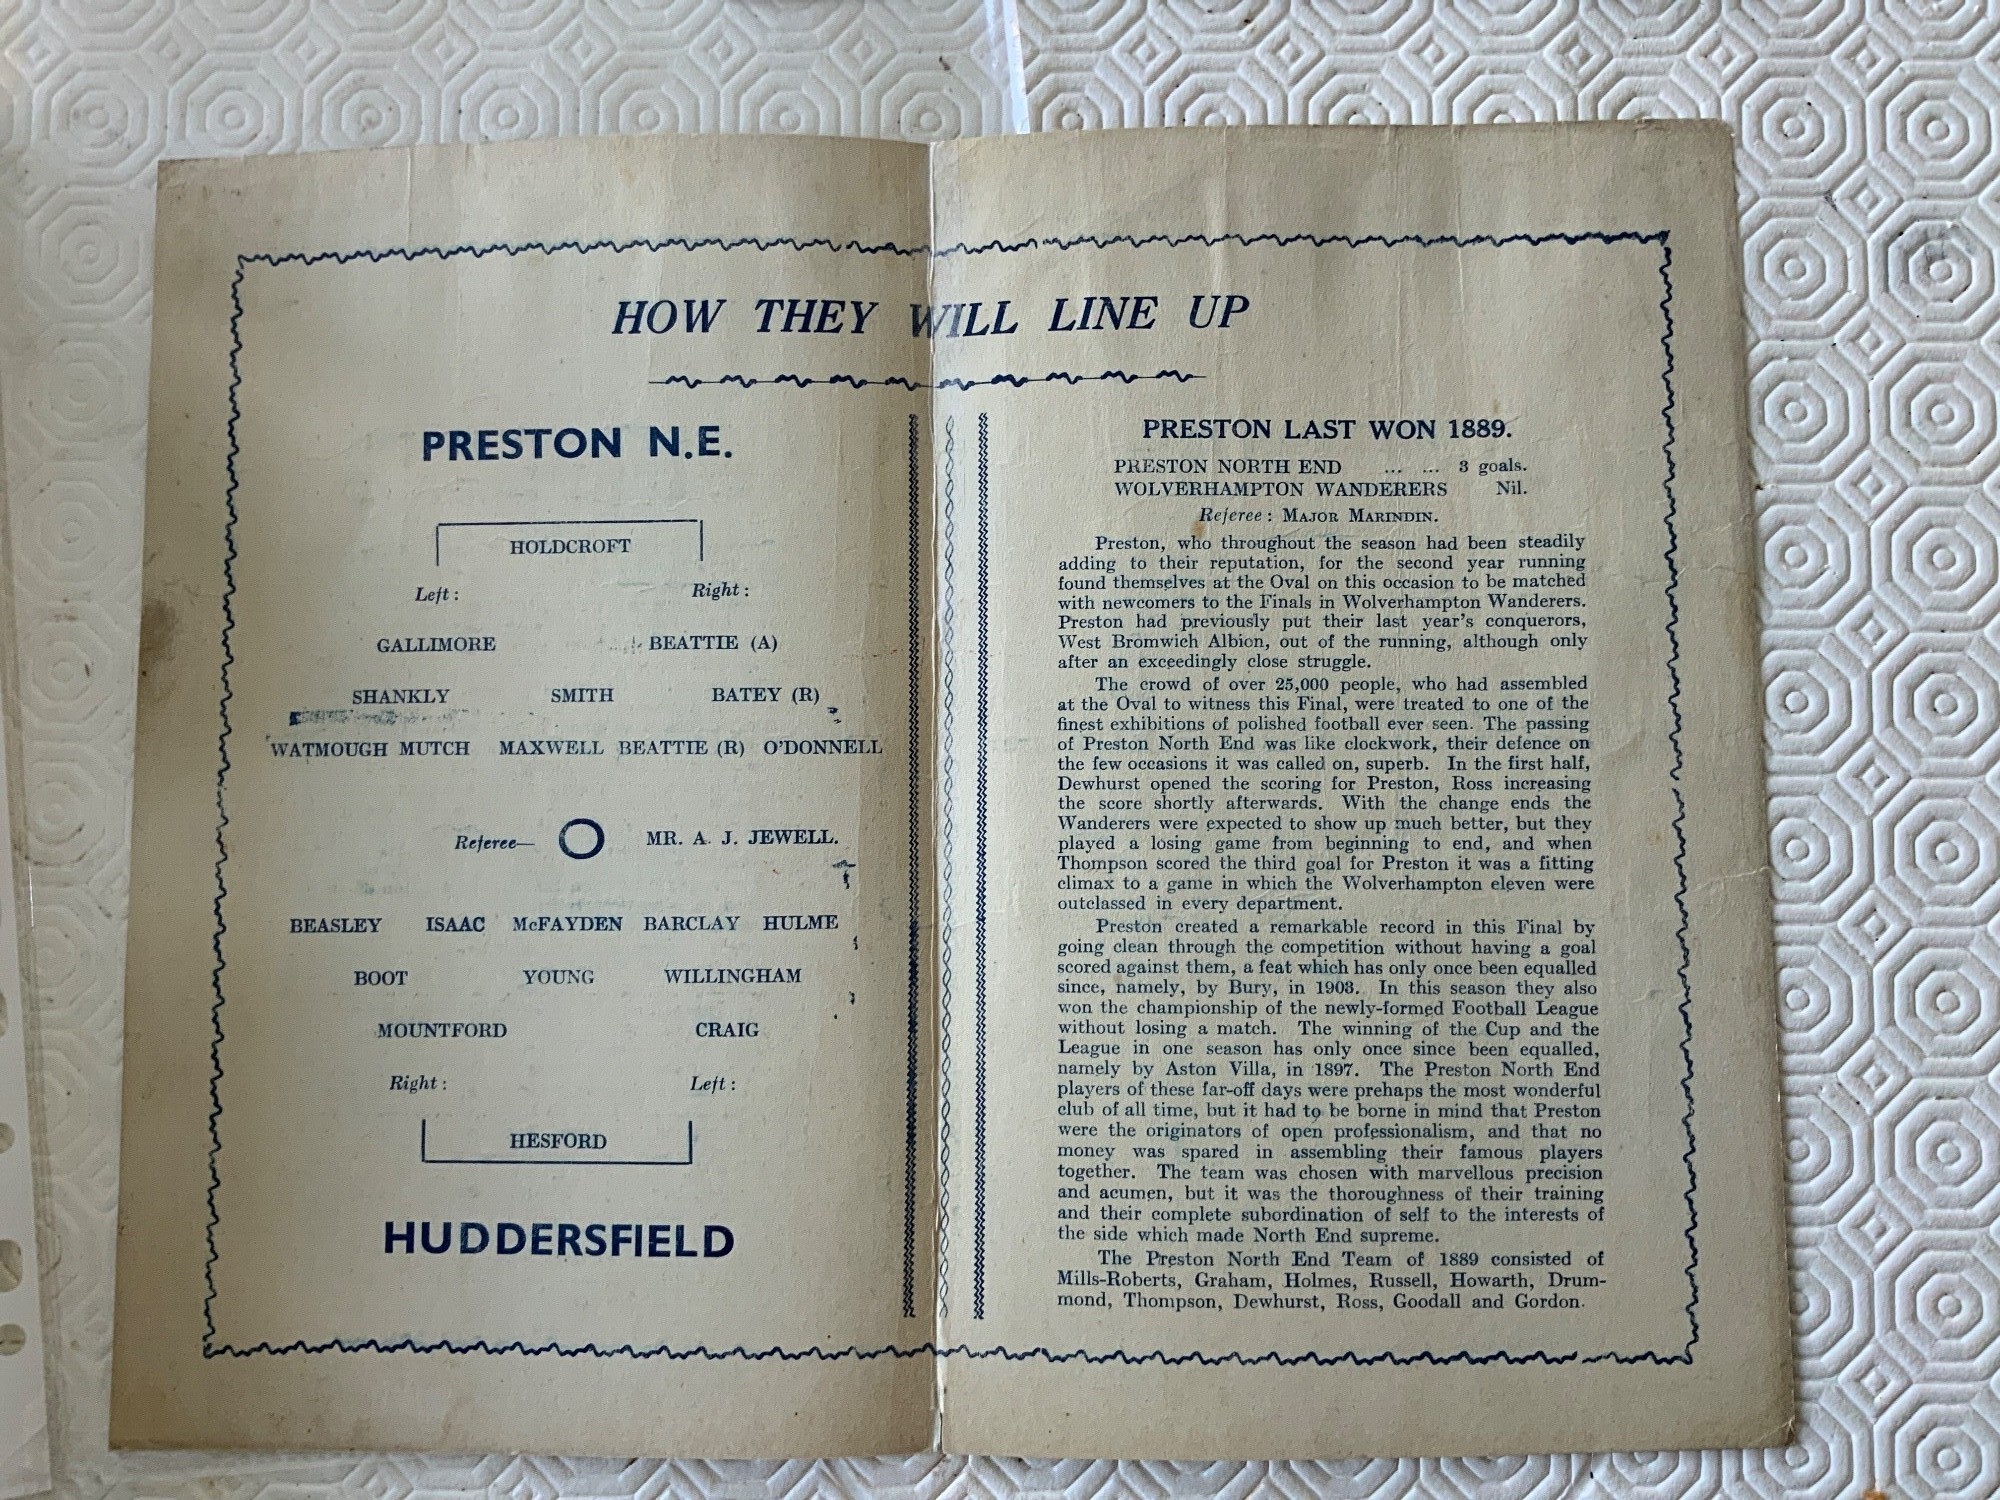 HOW THEY WILL LINE UP
PRESTON N.E.
HOLDCROFT
Left : Right :
GALLIMORE BEATTIE (A)
SHANKLY SMITH BATEY (R)
WATMOUGH MUTCH MAXWELL BEATTIE (R) O'DONNELL
Referee— MR. A. J. JEWELL.
BEASLEY ISAAC McFAYDEN BARCLAY HULME
BOOT YOUNG WILLINGHAM
MOUNTFORD CRAIG
Right : Left :
HESFORD
HUDDERSFIELD
PRESTON LAST WON 1889.
PRESTON NORTH END ... ... 3 goals.
WOLVERHAMPTON WANDERERS Nil.
Referee : MAJOR MARINDIN.
Preston, who throughout the season had been steadily
adding to their reputation, for the second year running
found themselves at the Oval on this occasion to be matched
with newcomers to the Finals in Wolverhampton Wanderers.
Preston had previously put their last year's conquerors,
West Bromwich Albion, out of the running, although only
after an exceedingly close struggle.
The crowd of over 25,000 people, who had assembled
at the Oval to witness this Final, were treated to one of the
finest exhibitions of polished football ever seen. The passing
of Preston North End was like clockwork, their defence on
the few occasions it was called on, superb. In the first half,
Dewhurst opened the scoring for Preston, Ross increasing
the score shortly afterwards. With the change ends the
Wanderers were expected to show up much better, but they
played a losing game from beginning to end, and when
Thompson scored the third goal for Preston it was a fitting
climax to a game in which the Wolverhampton eleven were
outclassed in every department.
Preston created a remarkable record in this Final by
going clean through the competition without having a goal
scored against them, a feat which has only once been equalled
since, namely, by Bury, in 1903. In this season they also
won the championship of the newly-formed Football League
without losing a match. The winning of the Cup and the
League in one season has only once since been equalled,
namely by Aston Villa, in 1897. The Preston North End
players of these far-off days were prehaps the most wonderful
club of all time, but it had to be borne in mind that Preston
were the originators of open professionalism, and that no
money was spared in assembling their famous players
together. The team was chosen with marvellous precision
and acumen, but it was the thoroughness of their training
and their complete subordination of self to the interests of
the side which made North End supreme.
The Preston North End Team of 1889 consisted of
Mills-Roberts, Graham, Holmes, Russell, Howarth, Drum-
mond, Thompson, Dewhurst, Ross, Goodall and Gordon.